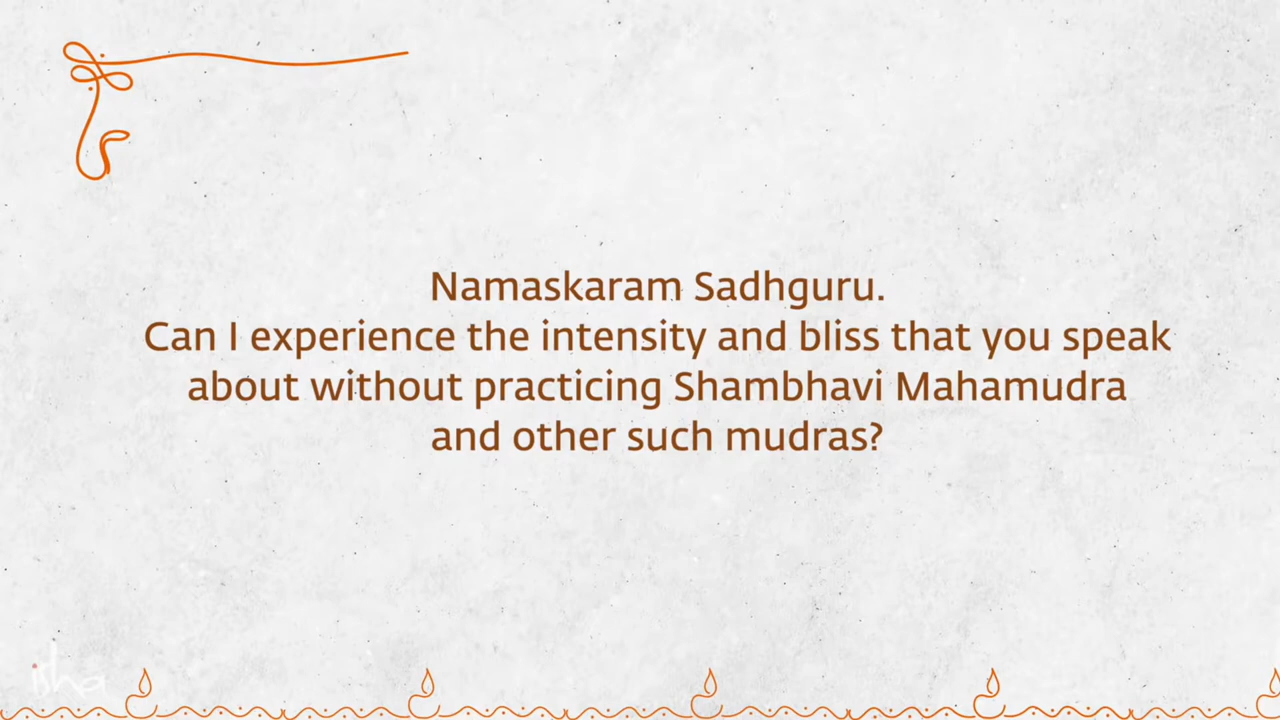 Namaskaram Sadhguru.
Can I experience the intensity and bliss that you speak
about without practicing Shambhavi Mahamudra
and other such mudras?
isha